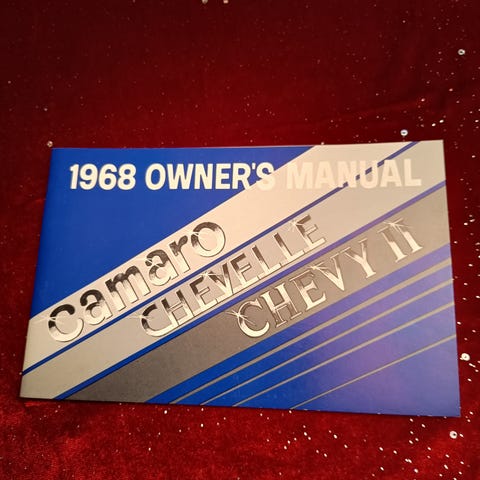 1968 OWNER'S MANUAL
Camaro
CHEVELLE
CHEVY II